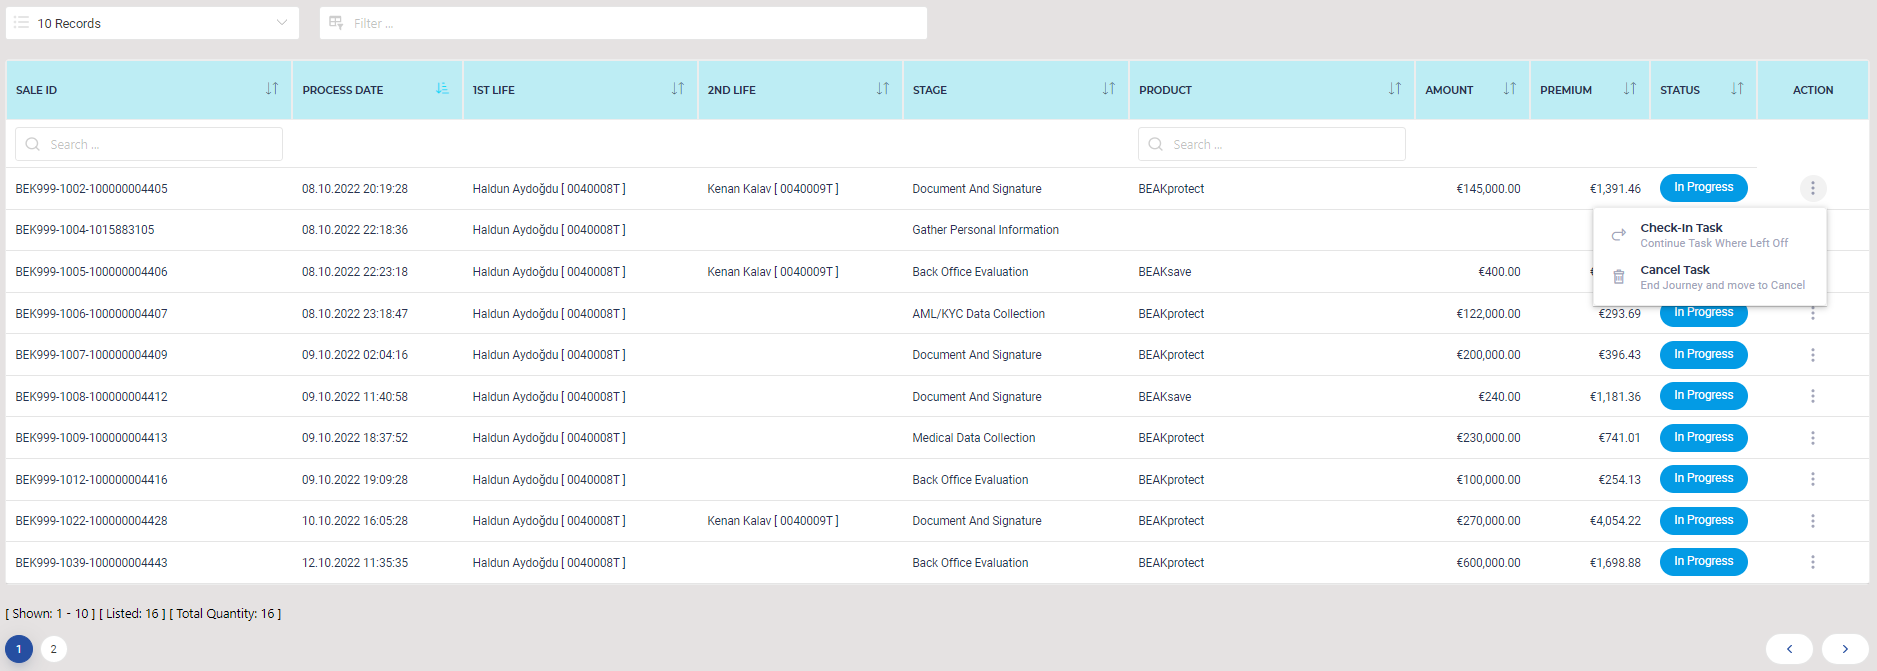 10 Records
Filter ...
SALE ID PROCESS DATE 1ST LIFE 2ND LIFE STAGE PRODUCT AMOUNT PREMIUM STATUS ACTION
Search ... Search ...
BEK999-1002-100000004405 08.10.2022 20:19:28 Haldun Aydoğdu [ 0040008T ] Kenan Kalav [ 0040009T ] Document And Signature BEAKprotect €145,000.00 €1,391.46 In Progress
BEK999-1004-1015883105 08.10.2022 22:18:36 Haldun Aydoğdu [ 0040008T ] Gather Personal Information
Check-In Task
Continue Task Where Left Off
BEK999-1005-100000004406 08.10.2022 22:23:18 Haldun Aydoğdu [ 0040008T ] Kenan Kalav [ 0040009T ] Back Office Evaluation BEAKsave €400.00
Cancel Task
End Journey and move to Cancel
BEK999-1006-100000004407 08.10.2022 23:18:47 Haldun Aydoğdu [ 0040008T ] AML/KYC Data Collection BEAKprotect €122,000.00 €293.69 In Progress
BEK999-1007-100000004409 09.10.2022 02:04:16 Haldun Aydoğdu [ 0040008T ] Document And Signature BEAKprotect €200,000.00 €396.43 In Progress
BEK999-1008-100000004412 09.10.2022 11:40:58 Haldun Aydoğdu [ 0040008T ] Document And Signature BEAKsave €240.00 €1,181.36 In Progress
BEK999-1009-100000004413 09.10.2022 18:37:52 Haldun Aydoğdu [ 0040008T ] Medical Data Collection BEAKprotect €230,000.00 €741.01 In Progress
BEK999-1012-100000004416 09.10.2022 19:09:28 Haldun Aydoğdu [ 0040008T ] Back Office Evaluation BEAKprotect €100,000.00 €254.13 In Progress
BEK999-1022-100000004428 10.10.2022 16:05:28 Haldun Aydoğdu [ 0040008T ] Kenan Kalav [ 0040009T ] Document And Signature BEAKprotect €270,000.00 €4,054.22 In Progress
BEK999-1039-100000004443 12.10.2022 11:35:35 Haldun Aydoğdu [ 0040008T ] Back Office Evaluation BEAKprotect €600,000.00 €1,698.88 In Progress
[ Shown: 1 - 10 ] [ Listed: 16 ] [ Total Quantity: 16 ]
1 2